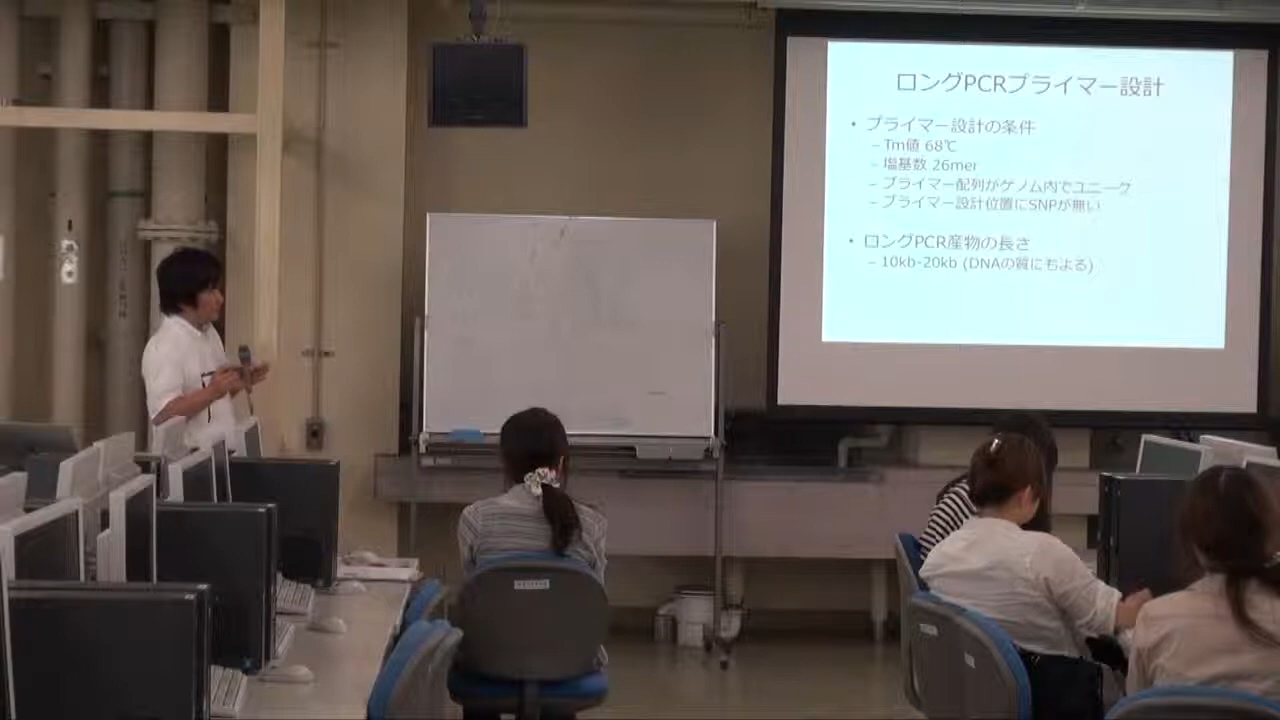 ロングPCRプライマー設計
• プライマー設計の条件
– Tm値 68℃
– 塩基数 26mer
– プライマー配列がゲノム内でユニーク
– プライマー設計位置にSNPが無い
• ロングPCR産物の長さ
– 10kb-20kb (DNAの質にもよる)